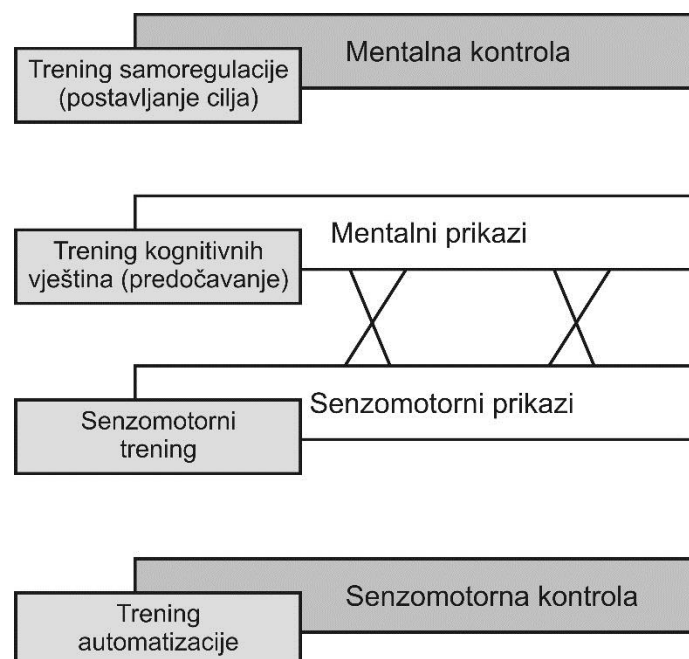 Mentalna kontrola
Trening samoregulacije
(postavljanje cilja)
Mentalni prikazi
Trening kognitivnih
vještina (predočavanje)
Senzomotorni prikazi
Senzomotorni
trening
Senzomotorna kontrola
Trening
automatizacije